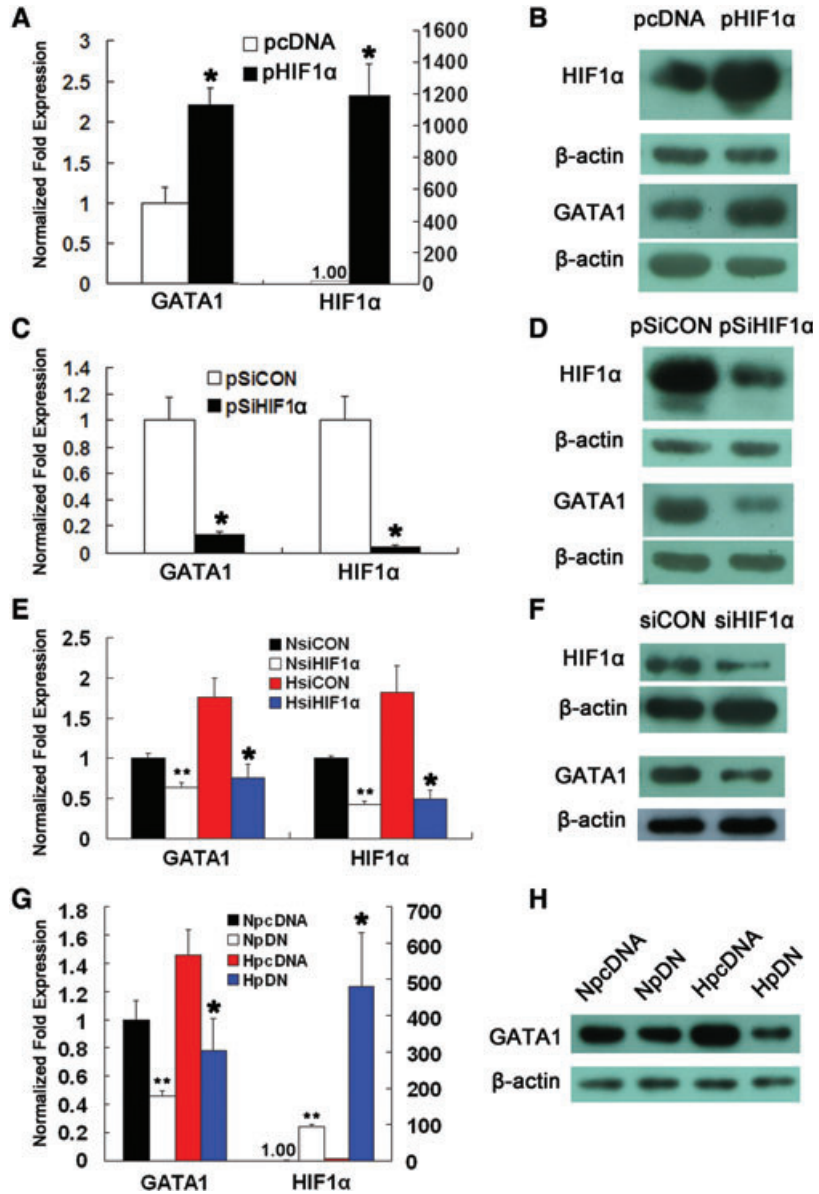 A
Normalized Fold Expression
3
2.5
2
1.5
1
0.5
0
pcDNA
pHIF1α
*
*
1.00
1600
1400
1200
1000
800
600
400
200
0
GATA1 HIF1α
B
pcDNA pHIF1α
HIF1α
β-actin
GATA1
β-actin
C
Normalized Fold Expression
1.4
1.2
1
0.8
0.6
0.4
0.2
0
pSiCON
pSiHIF1α
*
*
GATA1 HIF1α
D
pSiCON pSiHIF1α
HIF1α
β-actin
GATA1
β-actin
E
Normalized Fold Expression
2.5
2
1.5
1
0.5
0
NsiCON
NsiHIF1α
HsiCON
HsiHIF1α
**
*
**
*
GATA1 HIF1α
F
siCON siHIF1α
HIF1α
β-actin
GATA1
β-actin
G
Normalized Fold Expression
1.8
1.6
1.4
1.2
1
0.8
0.6
0.4
0.2
0
NpcDNA
NpDN
HpcDNA
HpDN
**
*
1.00
**
*
700
600
500
400
300
200
100
0
GATA1 HIF1α
H
NpcDNA NpDN HpcDNA HpDN
GATA1
β-actin